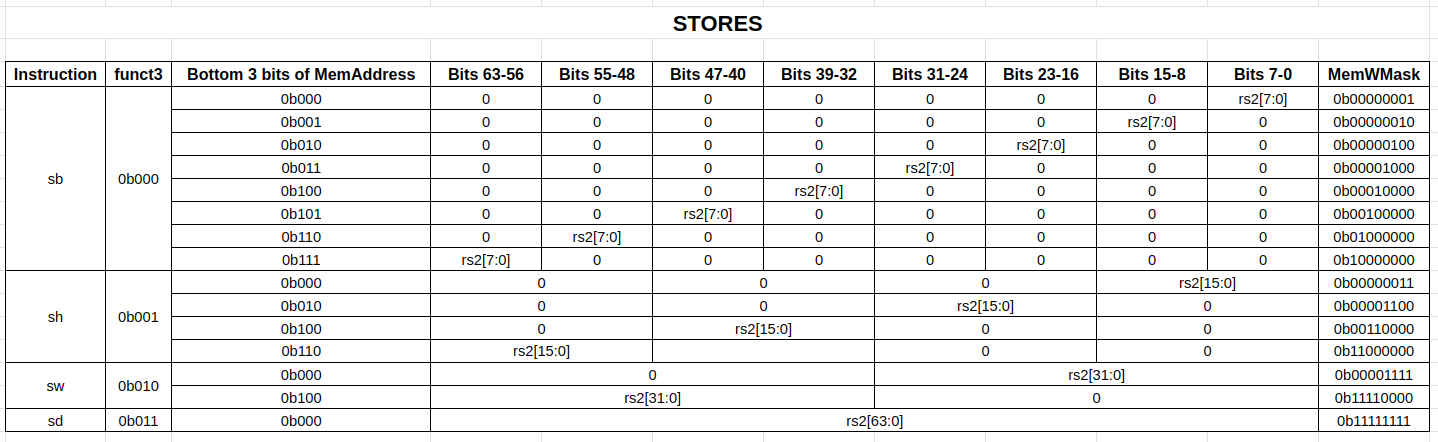 STORES
Instruction funct3 Bottom 3 bits of MemAddress Bits 63-56 Bits 55-48 Bits 47-40 Bits 39-32 Bits 31-24 Bits 23-16 Bits 15-8 Bits 7-0 MemWMask
0b000 0 0 0 0 0 0 0 rs2[7:0] 0b00000001
0b001 0 0 0 0 0 0 rs2[7:0] 0 0b00000010
0b010 0 0 0 0 0 rs2[7:0] 0 0 0b00000100
0b011 0 0 0 0 rs2[7:0] 0 0 0 0b00001000
sb 0b000
0b100 0 0 0 rs2[7:0] 0 0 0 0 0b00010000
0b101 0 0 rs2[7:0] 0 0 0 0 0 0b00100000
0b110 0 rs2[7:0] 0 0 0 0 0 0 0b01000000
0b111 rs2[7:0] 0 0 0 0 0 0 0 0b10000000
0b000 0 0 0 rs2[15:0] 0b00000011
0b010 0 0 rs2[15:0] 0 0b00001100
sh 0b001
0b100 0 rs2[15:0] 0 0 0b00110000
0b110 rs2[15:0] 0 0 0b11000000
0b000 0 rs2[31:0] 0b00001111
sw 0b010
0b100 rs2[31:0] 0 0b11110000
sd 0b011 0b000 rs2[63:0] 0b11111111